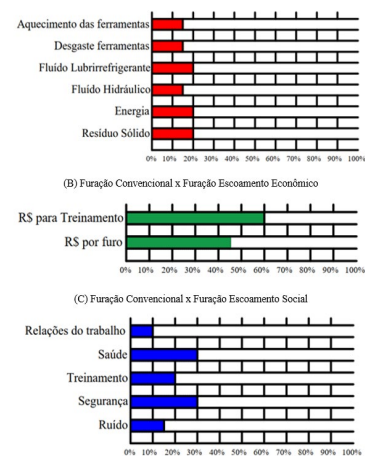 Aquecimento das ferramentas
Desgaste ferramentas
Fluído Lubrirrefrigerante
Fluído Hidráulico
Energia
Resíduo Sólido
0% 10% 20% 30% 40% 50% 60% 70% 80% 90% 100%
(B) Furação Convencional x Furação Escoamento Econômico
R$ para Treinamento
R$ por furo
0% 10% 20% 30% 40% 50% 60% 70% 80% 90% 100%
(C) Furação Convencional x Furação Escoamento Social
Relações do trabalho
Saúde
Treinamento
Segurança
Ruído
0% 10% 20% 30% 40% 50% 60% 70% 80% 90% 100%